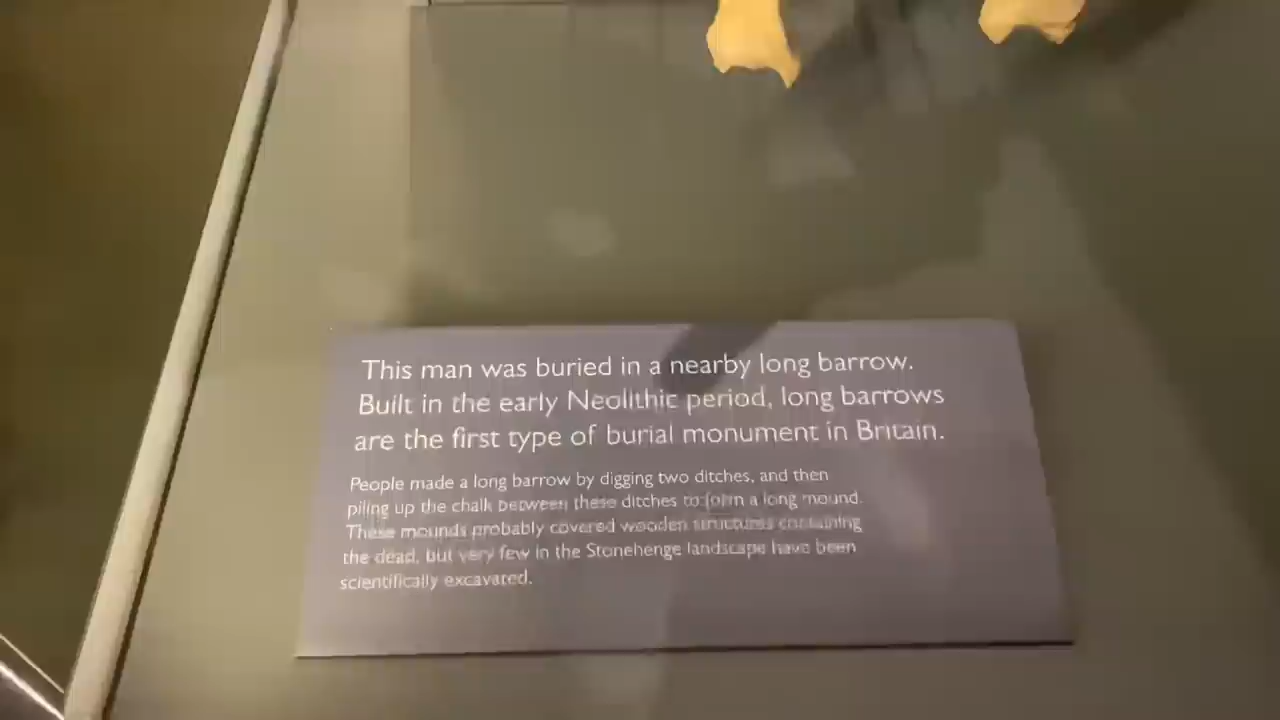 This man was buried in a nearby long barrow.
Built in the early Neolithic period, long barrows
are the first type of burial monument in Britain.
People made a long barrow by digging two ditches, and then
piling up the chalk between these ditches to form a long mound.
These mounds probably covered wooden structures containing
the dead, but very few in the Stonehenge landscape have been
scientifically excavated.